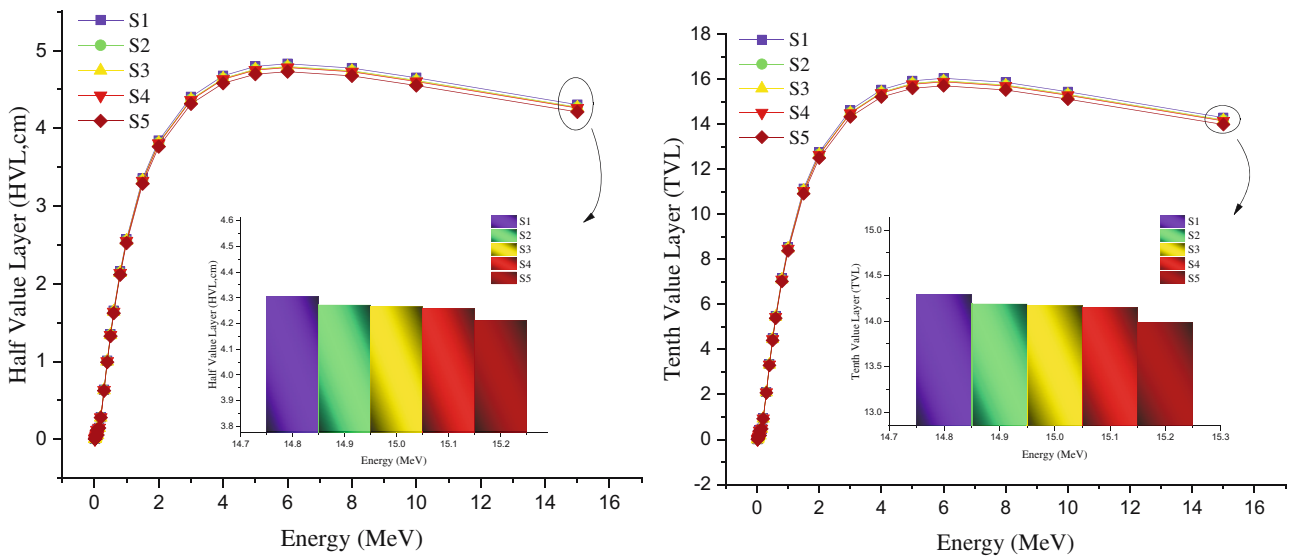 S1
S2
S3
S4
S5
5
4
3
2
1
0
Half Value Layer (HVL,cm)
0 2 4 6 8 10 12 14 16
Energy (MeV)
4.6
4.5
4.4
4.3
4.2
4.1
4.0
3.9
3.8
Half Value Layer (HVL,cm)
S1
S2
S3
S4
S5
14.7 14.8 14.9 15.0 15.1 15.2
Energy (MeV)
S1
S2
S3
S4
S5
18
16
14
12
10
8
6
4
2
0
-2
Tenth Value Layer (TVL)
0 2 4 6 8 10 12 14 16
Energy (MeV)
15.0
14.5
14.0
13.5
13.0
Tenth Value Layer (TVL)
S1
S2
S3
S4
S5
14.7 14.8 14.9 15.0 15.1 15.2 15.3
Energy (MeV)